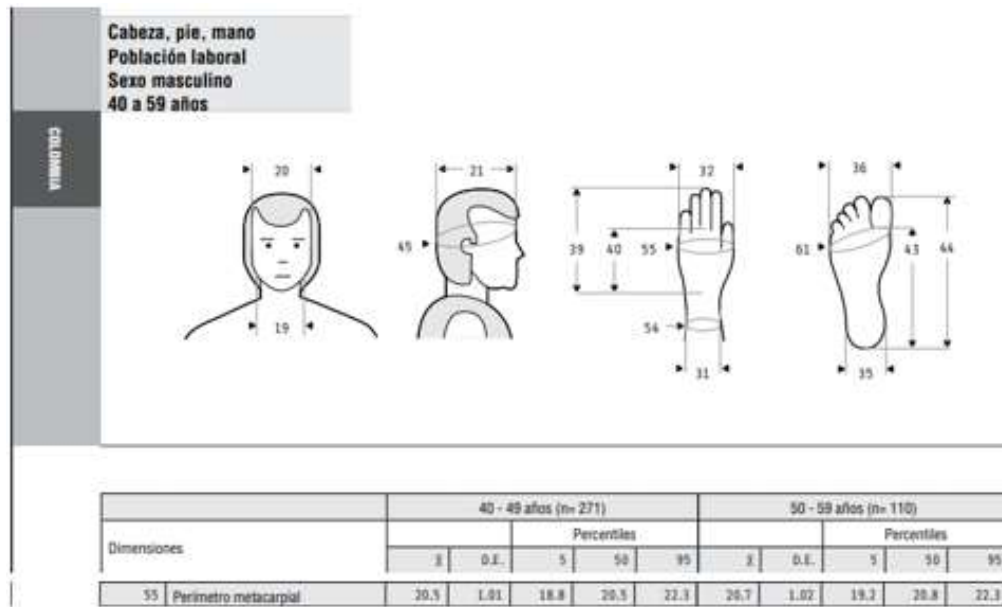 Cabeza, pie, mano
Población laboral
Sexo masculino
40 a 59 años
COLOMBIA
20
21
32
36
45
39
40
55
61
43
44
19
54
31
35
40 - 49 años (n= 271) 50 - 59 años (n= 110)
Dimensiones Percentiles Percentiles
D.E. 5 50 95 D.E. 5 50 95
55 Perímetro metacarpial 20.5 1.01 18.8 20.5 22.3 20.7 1.02 19.2 20.8 22.3